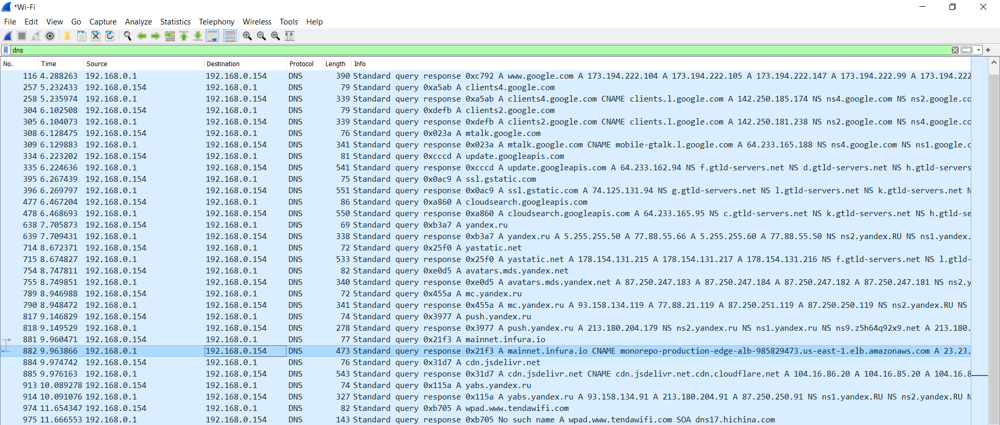 *Wi-Fi
File Edit View Go Capture Analyze Statistics Telephony Wireless Tools Help
dns
No. Time Source Destination Protocol Length Info
116 4.288263 192.168.0.1 192.168.0.154 DNS 390 Standard query response 0xc792 A www.google.com A 173.194.222.104 A 173.194.222.105 A 173.194.222.147 A 173.194.222.99 A 173.194.222
257 5.232433 192.168.0.154 192.168.0.1 DNS 79 Standard query 0xa5ab A clients4.google.com
258 5.235974 192.168.0.1 192.168.0.154 DNS 339 Standard query response 0xa5ab A clients4.google.com CNAME clients.l.google.com A 142.250.185.174 NS ns4.google.com NS ns2.google.co
304 6.102508 192.168.0.154 192.168.0.1 DNS 79 Standard query 0xdefb A clients2.google.com
305 6.104073 192.168.0.1 192.168.0.154 DNS 339 Standard query response 0xdefb A clients2.google.com CNAME clients.l.google.com A 142.250.181.238 NS ns2.google.com NS ns4.google.co
308 6.128475 192.168.0.154 192.168.0.1 DNS 76 Standard query 0x023a A mtalk.google.com
309 6.129883 192.168.0.1 192.168.0.154 DNS 341 Standard query response 0x023a A mtalk.google.com CNAME mobile-gtalk.l.google.com A 64.233.165.188 NS ns4.google.com NS ns1.google.c
334 6.223202 192.168.0.154 192.168.0.1 DNS 81 Standard query 0xcccd A update.googleapis.com
335 6.224636 192.168.0.1 192.168.0.154 DNS 541 Standard query response 0xcccd A update.googleapis.com A 64.233.162.94 NS f.gtld-servers.net NS d.gtld-servers.net NS h.gtld-servers
395 6.267439 192.168.0.154 192.168.0.1 DNS 75 Standard query 0x0ac9 A ssl.gstatic.com
396 6.269797 192.168.0.1 192.168.0.154 DNS 551 Standard query response 0x0ac9 A ssl.gstatic.com A 74.125.131.94 NS g.gtld-servers.net NS l.gtld-servers.net NS k.gtld-servers.net N
477 6.467204 192.168.0.154 192.168.0.1 DNS 86 Standard query 0xa860 A cloudsearch.googleapis.com
478 6.468693 192.168.0.1 192.168.0.154 DNS 550 Standard query response 0xa860 A cloudsearch.googleapis.com A 64.233.165.95 NS c.gtld-servers.net NS k.gtld-servers.net NS h.gtld-se
638 7.705873 192.168.0.154 192.168.0.1 DNS 69 Standard query 0xb3a7 A yandex.ru
639 7.709431 192.168.0.1 192.168.0.154 DNS 338 Standard query response 0xb3a7 A yandex.ru A 5.255.255.50 A 77.88.55.66 A 5.255.255.60 A 77.88.55.50 NS ns2.yandex.RU NS ns1.yandex.
714 8.672371 192.168.0.154 192.168.0.1 DNS 72 Standard query 0x25f0 A yastatic.net
715 8.674827 192.168.0.1 192.168.0.154 DNS 533 Standard query response 0x25f0 A yastatic.net A 178.154.131.215 A 178.154.131.217 A 178.154.131.216 NS f.gtld-servers.net NS l.gtld-
754 8.747811 192.168.0.154 192.168.0.1 DNS 82 Standard query 0xe0d5 A avatars.mds.yandex.net
755 8.749851 192.168.0.1 192.168.0.154 DNS 340 Standard query response 0xe0d5 A avatars.mds.yandex.net A 87.250.247.183 A 87.250.247.184 A 87.250.247.182 A 87.250.247.181 NS ns2.y
789 8.946988 192.168.0.154 192.168.0.1 DNS 72 Standard query 0x455a A mc.yandex.ru
790 8.948472 192.168.0.1 192.168.0.154 DNS 341 Standard query response 0x455a A mc.yandex.ru A 93.158.134.119 A 77.88.21.119 A 87.250.251.119 A 87.250.250.119 NS ns2.yandex.RU NS
817 9.146829 192.168.0.154 192.168.0.1 DNS 74 Standard query 0x3977 A push.yandex.ru
818 9.149529 192.168.0.1 192.168.0.154 DNS 278 Standard query response 0x3977 A push.yandex.ru A 213.180.204.179 NS ns2.yandex.ru NS ns1.yandex.ru NS ns9.z5h64q92x9.net A 213.180.
881 9.960471 192.168.0.154 192.168.0.1 DNS 77 Standard query 0x21f3 A mainnet.infura.io
882 9.963866 192.168.0.1 192.168.0.154 DNS 473 Standard query response 0x21f3 A mainnet.infura.io CNAME monorepo-production-edge-alb-985829473.us-east-1.elb.amazonaws.com A 23.23.
884 9.974742 192.168.0.154 192.168.0.1 DNS 76 Standard query 0x31d7 A cdn.jsdelivr.net
885 9.976163 192.168.0.1 192.168.0.154 DNS 543 Standard query response 0x31d7 A cdn.jsdelivr.net CNAME cdn.jsdelivr.net.cdn.cloudflare.net A 104.16.86.20 A 104.16.85.20 A 104.16.8
913 10.089278 192.168.0.154 192.168.0.1 DNS 74 Standard query 0x115a A yabs.yandex.ru
914 10.091076 192.168.0.1 192.168.0.154 DNS 327 Standard query response 0x115a A yabs.yandex.ru A 93.158.134.91 A 213.180.204.91 A 87.250.250.91 NS ns1.yandex.RU NS ns2.yandex.RU N
974 11.654347 192.168.0.154 192.168.0.1 DNS 82 Standard query 0xb705 A wpad.www.tendawifi.com
975 11.666553 192.168.0.1 192.168.0.154 DNS 143 Standard query response 0xb705 No such name A wpad.www.tendawifi.com SOA dns17.hichina.com